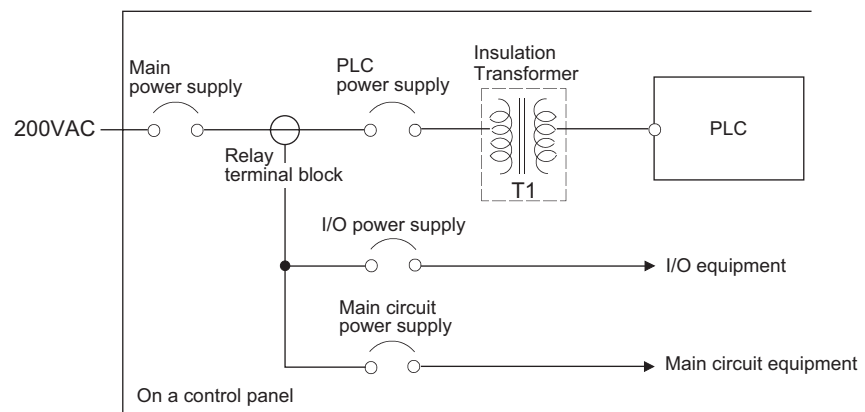 Main
power supply
PLC
power supply
Insulation
Transformer
200VAC
PLC
Relay
terminal block
T1
I/O power supply
I/O equipment
Main circuit
power supply
Main circuit equipment
On a control panel